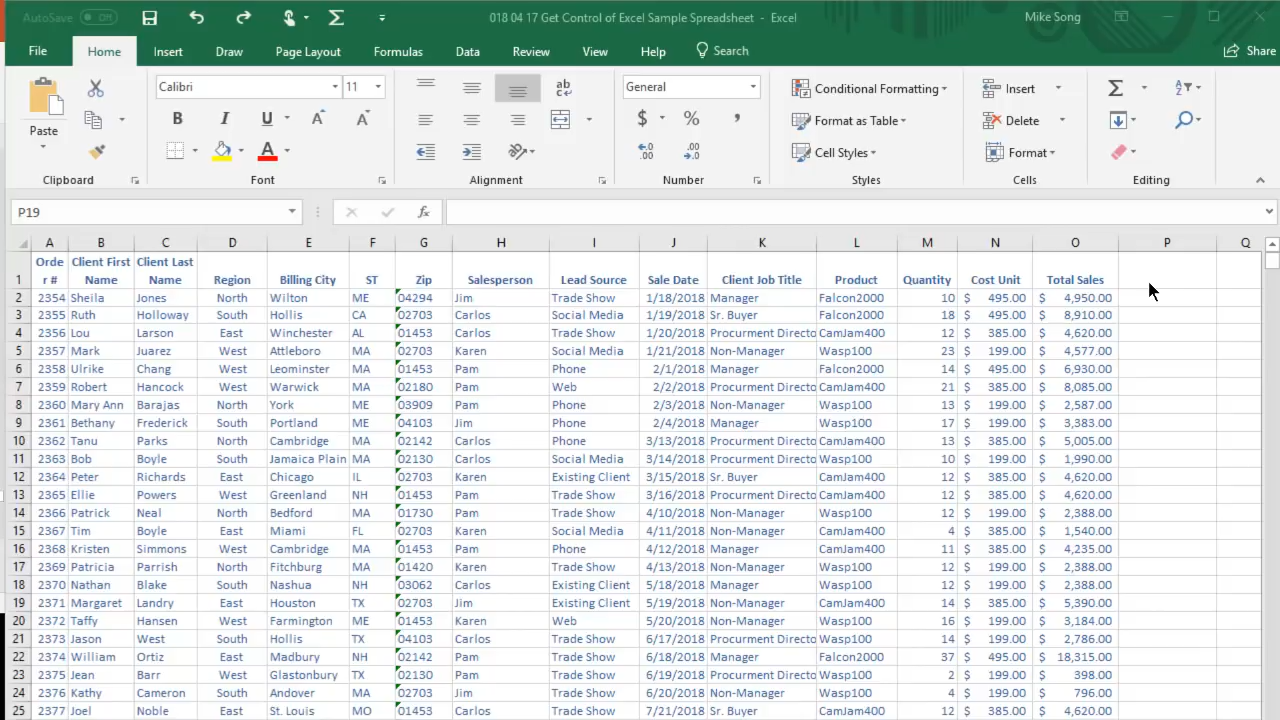 AutoSave Off 018 04 17 Get Control of Excel Sample Spreadsheet - Excel Mike Song
File Home Insert Draw Page Layout Formulas Data Review View Help Search Share
Calibri 11 General Conditional Formatting Insert
Paste B I U A A ab $ % , Format as Table Delete
A Cell Styles Format
Clipboard Font Alignment Number Styles Cells Editing
P19 fx
A B C D E F G H I J K L M N O P Q
1 Orde r # Client First Name Client Last Name Region Billing City ST Zip Salesperson Lead Source Sale Date Client Job Title Product Quantity Cost Unit Total Sales
2 2354 Sheila Jones North Wilton ME 04294 Jim Trade Show 1/18/2018 Manager Falcon2000 10 $ 495.00 $ 4,950.00
3 2355 Ruth Holloway South Hollis CA 02703 Carlos Social Media 1/19/2018 Sr. Buyer Falcon2000 18 $ 495.00 $ 8,910.00
4 2356 Lou Larson East Winchester AL 01453 Carlos Trade Show 1/20/2018 Procurment Directo CamJam400 12 $ 385.00 $ 4,620.00
5 2357 Mark Juarez West Attleboro MA 02703 Karen Social Media 1/21/2018 Non-Manager Wasp100 23 $ 199.00 $ 4,577.00
6 2358 Ulrike Chang West Leominster MA 01453 Pam Phone 2/1/2018 Manager Falcon2000 14 $ 495.00 $ 6,930.00
7 2359 Robert Hancock West Warwick MA 02180 Pam Web 2/2/2018 Procurment Directo CamJam400 21 $ 385.00 $ 8,085.00
8 2360 Mary Ann Barajas North York ME 03909 Pam Phone 2/3/2018 Non-Manager Wasp100 13 $ 199.00 $ 2,587.00
9 2361 Bethany Frederick South Portland ME 04103 Jim Phone 2/4/2018 Manager Wasp100 17 $ 199.00 $ 3,383.00
10 2362 Tanu Parks North Cambridge MA 02142 Carlos Phone 3/13/2018 Procurment Directo CamJam400 13 $ 385.00 $ 5,005.00
11 2363 Bob Boyle South Jamaica Plain MA 02130 Carlos Social Media 3/14/2018 Procurment Directo Wasp100 10 $ 199.00 $ 1,990.00
12 2364 Peter Richards East Chicago IL 02703 Karen Existing Client 3/15/2018 Sr. Buyer CamJam400 12 $ 385.00 $ 4,620.00
13 2365 Ellie Powers West Greenland NH 01453 Pam Trade Show 3/16/2018 Procurment Directo CamJam400 12 $ 385.00 $ 4,620.00
14 2366 Patrick Neal North Bedford MA 01730 Pam Trade Show 4/10/2018 Non-Manager Wasp100 12 $ 199.00 $ 2,388.00
15 2367 Tim Boyle East Miami FL 02703 Karen Social Media 4/11/2018 Non-Manager CamJam400 4 $ 385.00 $ 1,540.00
16 2368 Kristen Simmons West Cambridge MA 01453 Pam Phone 4/12/2018 Manager CamJam400 11 $ 385.00 $ 4,235.00
17 2369 Patricia Parrish North Fitchburg MA 01420 Karen Trade Show 4/13/2018 Non-Manager Wasp100 12 $ 199.00 $ 2,388.00
18 2370 Nathan Blake South Nashua NH 03062 Carlos Existing Client 5/18/2018 Manager Wasp100 12 $ 199.00 $ 2,388.00
19 2371 Margaret Landry East Houston TX 02703 Jim Existing Client 5/19/2018 Non-Manager CamJam400 14 $ 385.00 $ 5,390.00
20 2372 Taffy Hansen West Farmington ME 01453 Karen Web 5/20/2018 Non-Manager Wasp100 16 $ 199.00 $ 3,184.00
21 2373 Jason West South Hollis TX 04103 Carlos Trade Show 6/17/2018 Procurment Directo Wasp100 14 $ 199.00 $ 2,786.00
22 2374 William Ortiz East Madbury NH 02142 Pam Trade Show 6/18/2018 Manager Falcon2000 37 $ 495.00 $ 18,315.00
23 2375 Jean Barr West Glastonbury TX 02130 Pam Trade Show 6/19/2018 Procurment Directo Wasp100 2 $ 199.00 $ 398.00
24 2376 Kathy Cameron South Andover MA 02703 Jim Trade Show 6/20/2018 Non-Manager Wasp100 4 $ 199.00 $ 796.00
25 2377 Joel Noble East St. Louis MO 01453 Carlos Trade Show 7/21/2018 Sr. Buyer CamJam400 12 $ 385.00 $ 4,620.00